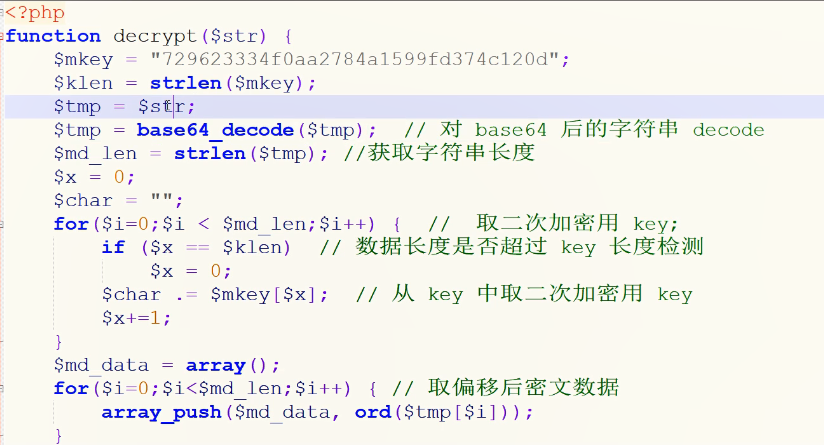 <?php
function decrypt($str) {
    $mkey = "729623334f0aa2784a1599fd374c120d";
    $klen = strlen($mkey);
    $tmp = $str;
    $tmp = base64_decode($tmp);  // 对 base64 后的字符串 decode
    $md_len = strlen($tmp); //获取字符串长度
    $x = 0;
    $char = "";
    for($i=0;$i < $md_len;$i++) {  //  取二次加密用 key;
        if ($x == $klen)  // 数据长度是否超过 key 长度检测
            $x = 0;
        $char .= $mkey[$x];  // 从 key 中取二次加密用 key
        $x+=1;
    }
    $md_data = array();
    for($i=0;$i<$md_len;$i++) { // 取偏移后密文数据
        array_push($md_data, ord($tmp[$i]));
    }